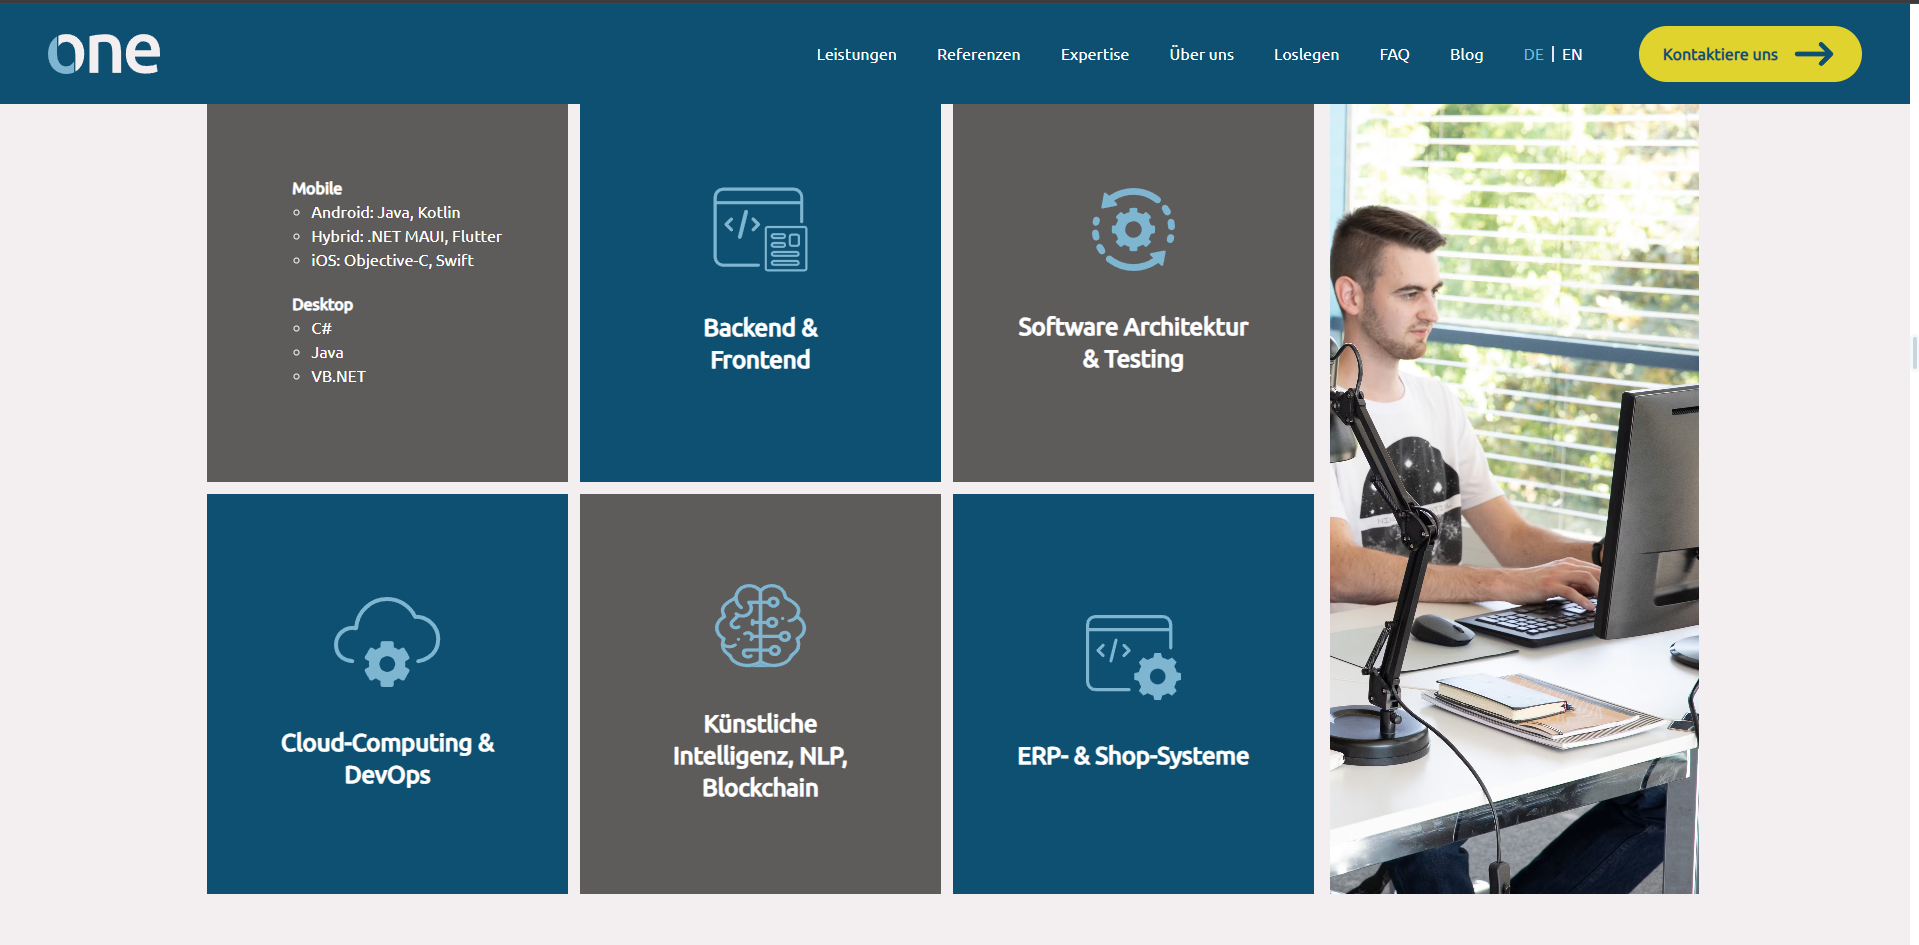 one
Leistungen Referenzen Expertise Über uns Loslegen FAQ Blog DE | EN Kontaktiere uns
Mobile
Android: Java, Kotlin
Hybrid: .NET MAUI, Flutter
iOS: Objective-C, Swift
Desktop
C#
Java
VB.NET
Backend &
Frontend
Software Architektur
& Testing
Cloud-Computing &
DevOps
Künstliche
Intelligenz, NLP,
Blockchain
ERP- & Shop-Systeme